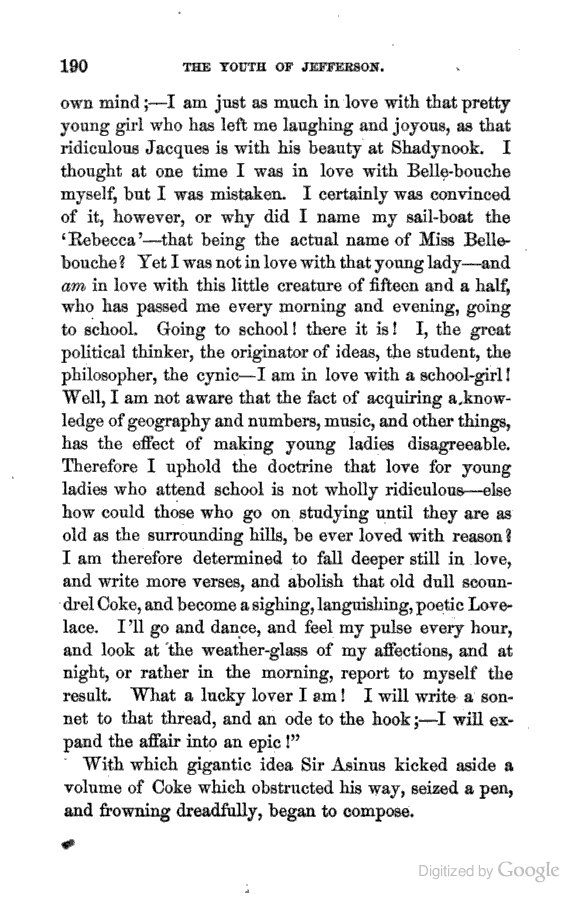 190 THE YOUTH OF JEFFERSON.
own mind;—I am just as much in love with that pretty
young girl who has left me laughing and joyous, as that
ridiculous Jacques is with his beauty at Shadynook. I
thought at one time I was in love with Belle-bouche
myself, but I was mistaken. I certainly was convinced
of it, however, or why did I name my sail-boat the
‘Rebecca’—that being the actual name of Miss Belle-
bouche? Yet I was not in love with that young lady—and
am in love with this little creature of fifteen and a half,
who has passed me every morning and evening, going
to school. Going to school! there it is! I, the great
political thinker, the originator of ideas, the student, the
philosopher, the cynic—I am in love with a school-girl!
Well, I am not aware that the fact of acquiring a know-
ledge of geography and numbers, music, and other things,
has the effect of making young ladies disagreeable.
Therefore I uphold the doctrine that love for young
ladies who attend school is not wholly ridiculous—else
how could those who go on studying until they are as
old as the surrounding hills, be ever loved with reason?
I am therefore determined to fall deeper still in love,
and write more verses, and abolish that old dull scoun-
drel Coke, and become a sighing, languishing, poetic Love-
lace. I’ll go and dance, and feel my pulse every hour,
and look at the weather-glass of my affections, and at
night, or rather in the morning, report to myself the
result. What a lucky lover I am! I will write a son-
net to that thread, and an ode to the hook;—I will ex-
pand the affair into an epic!”
With which gigantic idea Sir Asinus kicked aside a
volume of Coke which obstructed his way, seized a pen,
and frowning dreadfully, began to compose.
Digitized by Google